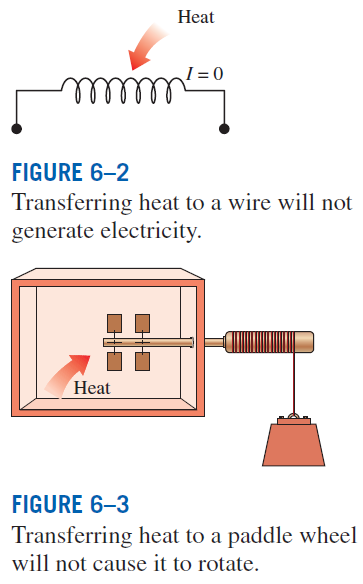 Heat
I = 0
FIGURE 6–2
Transferring heat to a wire will not
generate electricity.
Heat
FIGURE 6–3
Transferring heat to a paddle wheel
will not cause it to rotate.